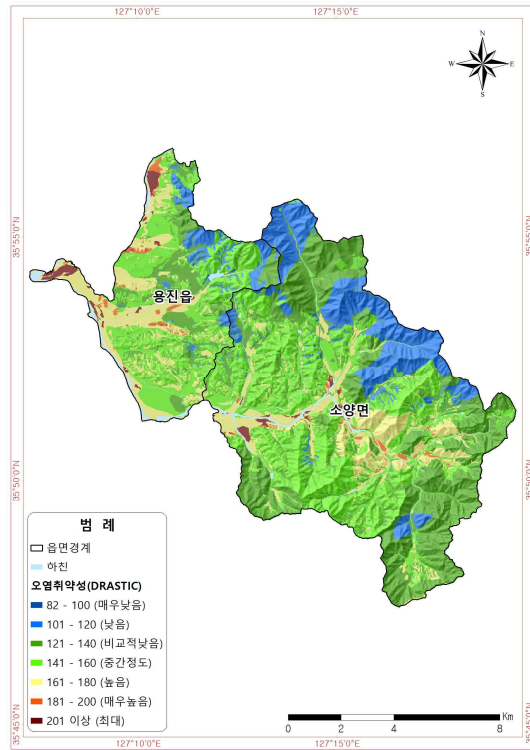 127°10'0"E 127°15'0"E
N
W E
S
35°55'0"N 35°55'0"N
용진읍
소양면
35°50'0"N 35°50'0"N
범 례
읍면경계
하천
오염취약성(DRASTIC)
82 - 100 (매우낮음)
101 - 120 (낮음)
121 - 140 (비교적낮음)
141 - 160 (중간정도)
161 - 180 (높음)
181 - 200 (매우높음)
201 이상 (최대)
Km
0 2 4 8
35°45'0"N 35°45'0"N
127°10'0"E 127°15'0"E